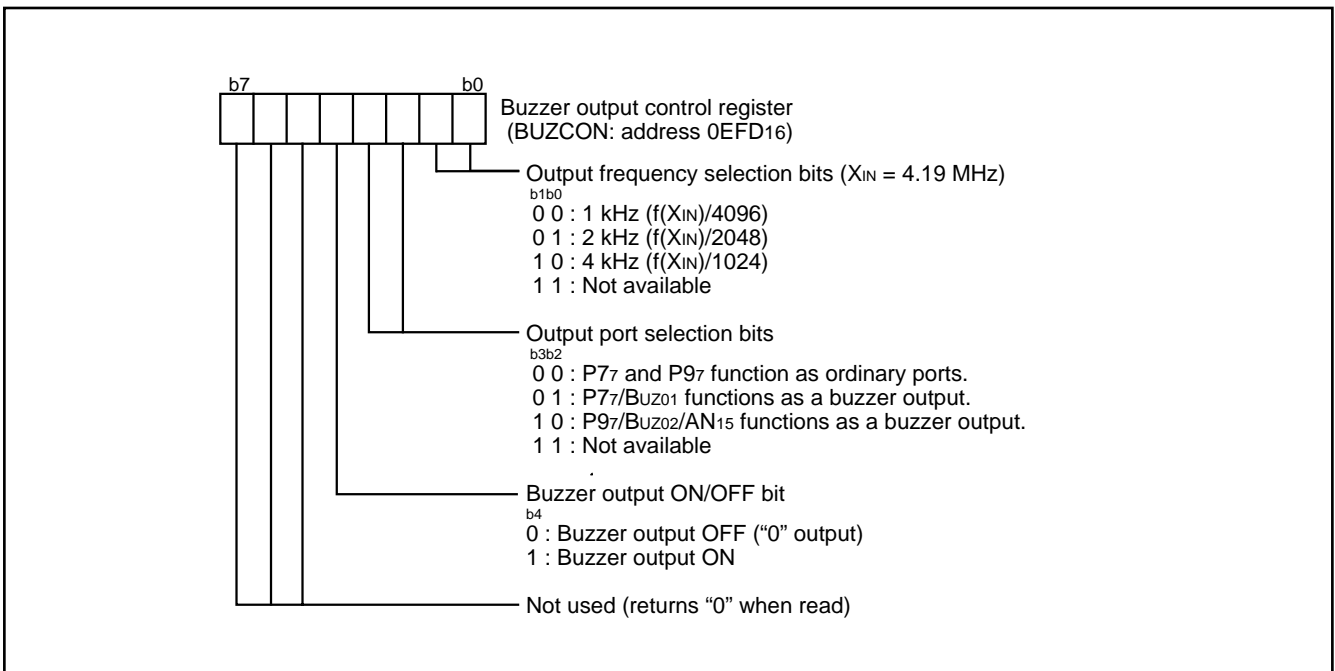 b7 b0
Buzzer output control register
(BUZCON: address 0EFD16)
Output frequency selection bits (XIN = 4.19 MHz)
b1b0
0 0 : 1 kHz (f(XIN)/4096)
0 1 : 2 kHz (f(XIN)/2048)
1 0 : 4 kHz (f(XIN)/1024)
1 1 : Not available
Output port selection bits
b3b2
0 0 : P77 and P97 function as ordinary ports.
0 1 : P77/BUZ01 functions as a buzzer output.
1 0 : P97/BUZ02/AN15 functions as a buzzer output.
1 1 : Not available
Buzzer output ON/OFF bit
b4
0 : Buzzer output OFF (“0” output)
1 : Buzzer output ON
Not used (returns “0” when read)